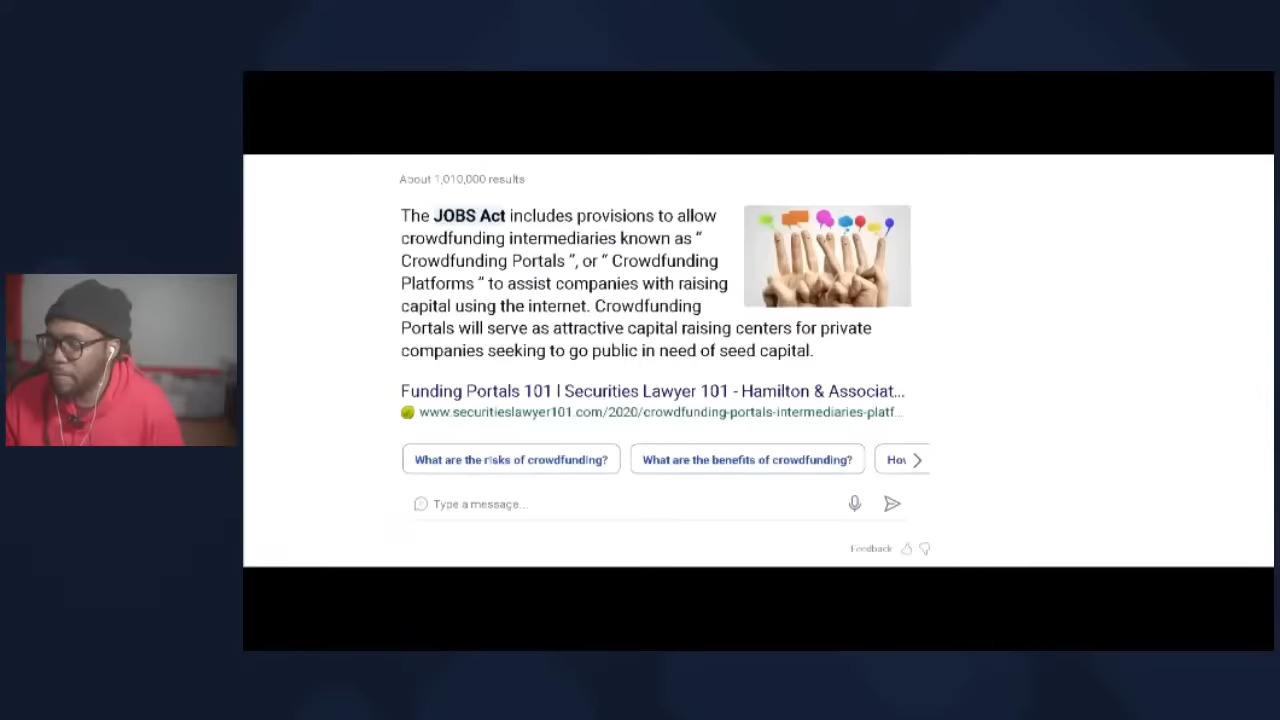 About 1,010,000 results
The JOBS Act includes provisions to allow
crowdfunding intermediaries known as “
Crowdfunding Portals ”, or “ Crowdfunding
Platforms ” to assist companies with raising
capital using the internet. Crowdfunding
Portals will serve as attractive capital raising centers for private
companies seeking to go public in need of seed capital.
Funding Portals 101 | Securities Lawyer 101 - Hamilton & Associat...
www.securitieslawyer101.com/2020/crowdfunding-portals-intermediaries-platf...
What are the risks of crowdfunding? What are the benefits of crowdfunding?
Type a message...
Feedback